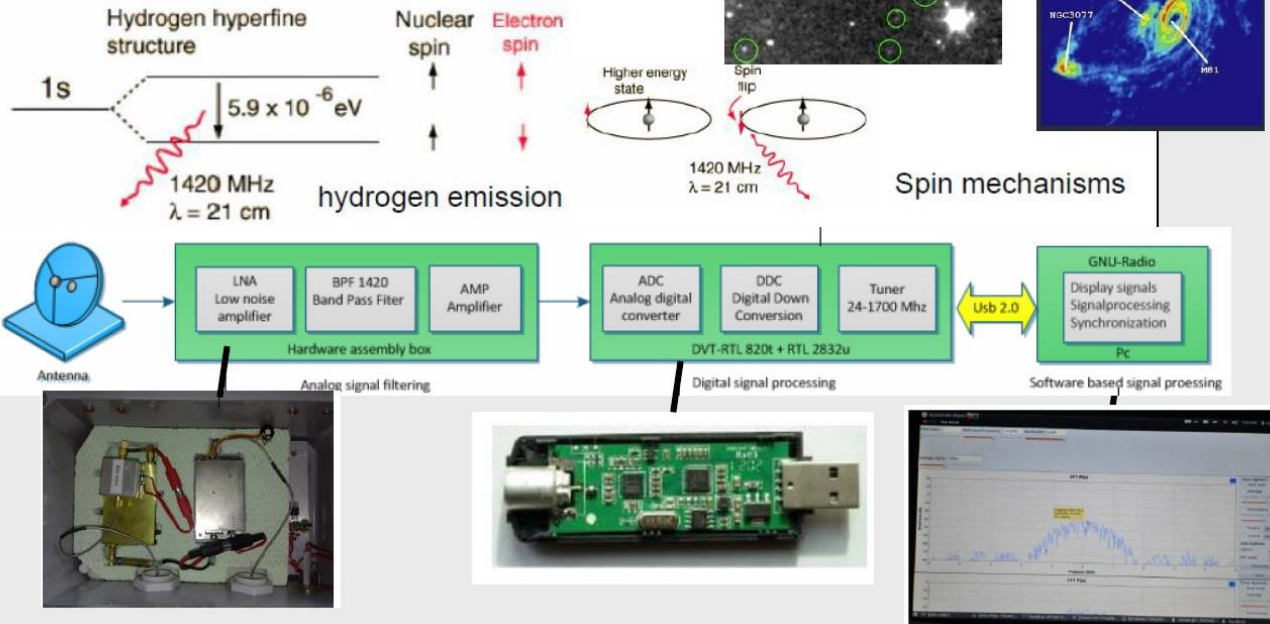 Hydrogen hyperfine
structure
Nuclear
spin
Electron
spin
1s
5.9 x 10 -6 eV
1420 MHz
λ = 21 cm
hydrogen emission
Higher energy
state
Spin
flip
1420 MHz
λ = 21 cm
Spin mechanisms
NGC3077
M81
Antenna
LNA
Low noise
amplifier
BPF 1420
Band Pass Fiter
AMP
Amplifier
Hardware assembly box
Analog signal filtering
ADC
Analog digital
converter
DDC
Digital Down
Conversion
Tuner
24-1700 Mhz
DVT-RTL 820t + RTL 2832u
Digital signal processing
Usb 2.0
GNU-Radio
Display signals
Signalprocessing
Synchronization
Pc
Software based signal proessing